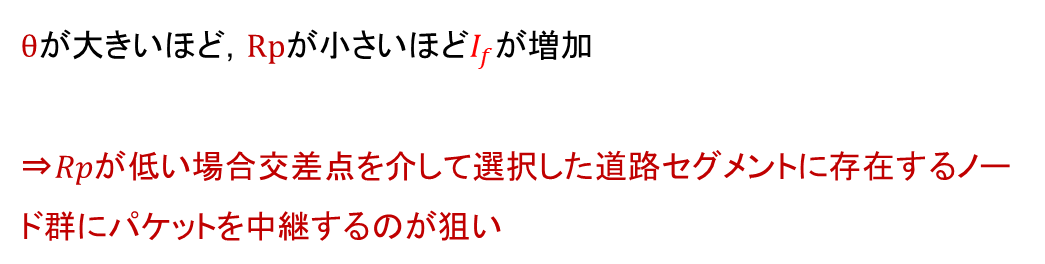 θが大きいほど, Rpが小さいほどI_fが増加
⇒Rpが低い場合交差点を介して選択した道路セグメントに存在するノー
ド群にパケットを中継するのが狙い